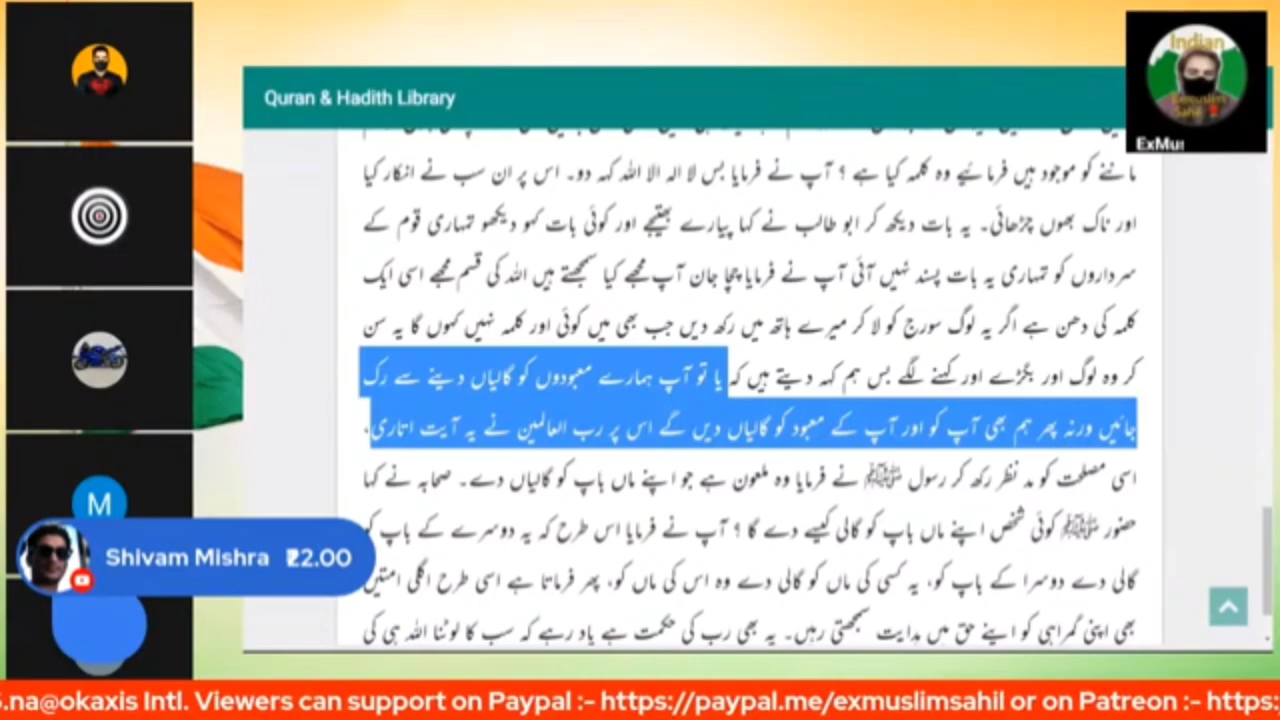 Quran & Hadith Library
Indian
Exmuslim
Sahil
ExMus
ماننے کو موجود ہیں فرمائیے وہ کلمہ کیا ہے ؟ آپ نے فرمایا بس لا الہ الا اللہ کہہ دو۔ اس پر ان سب نے انکار کیا
اور ناک بھوں چڑھائی۔ یہ بات دیکھ کر ابو طالب نے کہا پیارے بھتیجے اور کوئی بات کہو دیکھو تمہاری قوم کے
سرداروں کو تمہاری یہ بات پسند نہیں آئی آپ نے فرمایا چچا جان آپ مجھے کیا سمجھتے ہیں اللہ کی قسم مجھے اسی ایک
کلمہ کی دھن ہے اگر یہ لوگ سورج کو لا کر میرے ہاتھ میں رکھ دیں جب بھی میں کوئی اور کلمہ نہیں کہوں گا یہ سن
کر وہ لوگ اور بگڑے اور کہنے لگے بس ہم کہہ دیتے ہیں کہ یا تو آپ ہمارے معبودوں کو گالیاں دینے سے رک
جائیں ورنہ پھر ہم بھی آپ کو اور آپ کے معبود کو گالیاں دیں گے اس پر رب العالمین نے یہ آیت اتاری،
اسی مصلحت کو مد نظر رکھ کر رسول ﷺ نے فرمایا وہ ملعون ہے جو اپنے ماں باپ کو گالیاں دے۔ صحابہ نے کہا
حضور ﷺ کوئی شخص اپنے ماں باپ کو گالی کیسے دے گا ؟ آپ نے فرمایا اس طرح کہ یہ دوسرے کے باپ کو
گالی دے دوسرا کے باپ کو، یہ کسی کی ماں کو گالی دے وہ اس کی ماں کو، پھر فرماتا ہے اسی طرح اگلی امتیں
بھی اپنی گمراہی کو اپنے حق میں ہدایت سمجھتی رہیں۔ یہ بھی رب کی حکمت ہے یاد رہے کہ سب کا لوٹنا اللہ ہی کی
M
Shivam Mishra 22.00
s.na@okaxis Intl. Viewers can support on Paypal :- https://paypal.me/exmuslimsahil or on Patreon :- https: